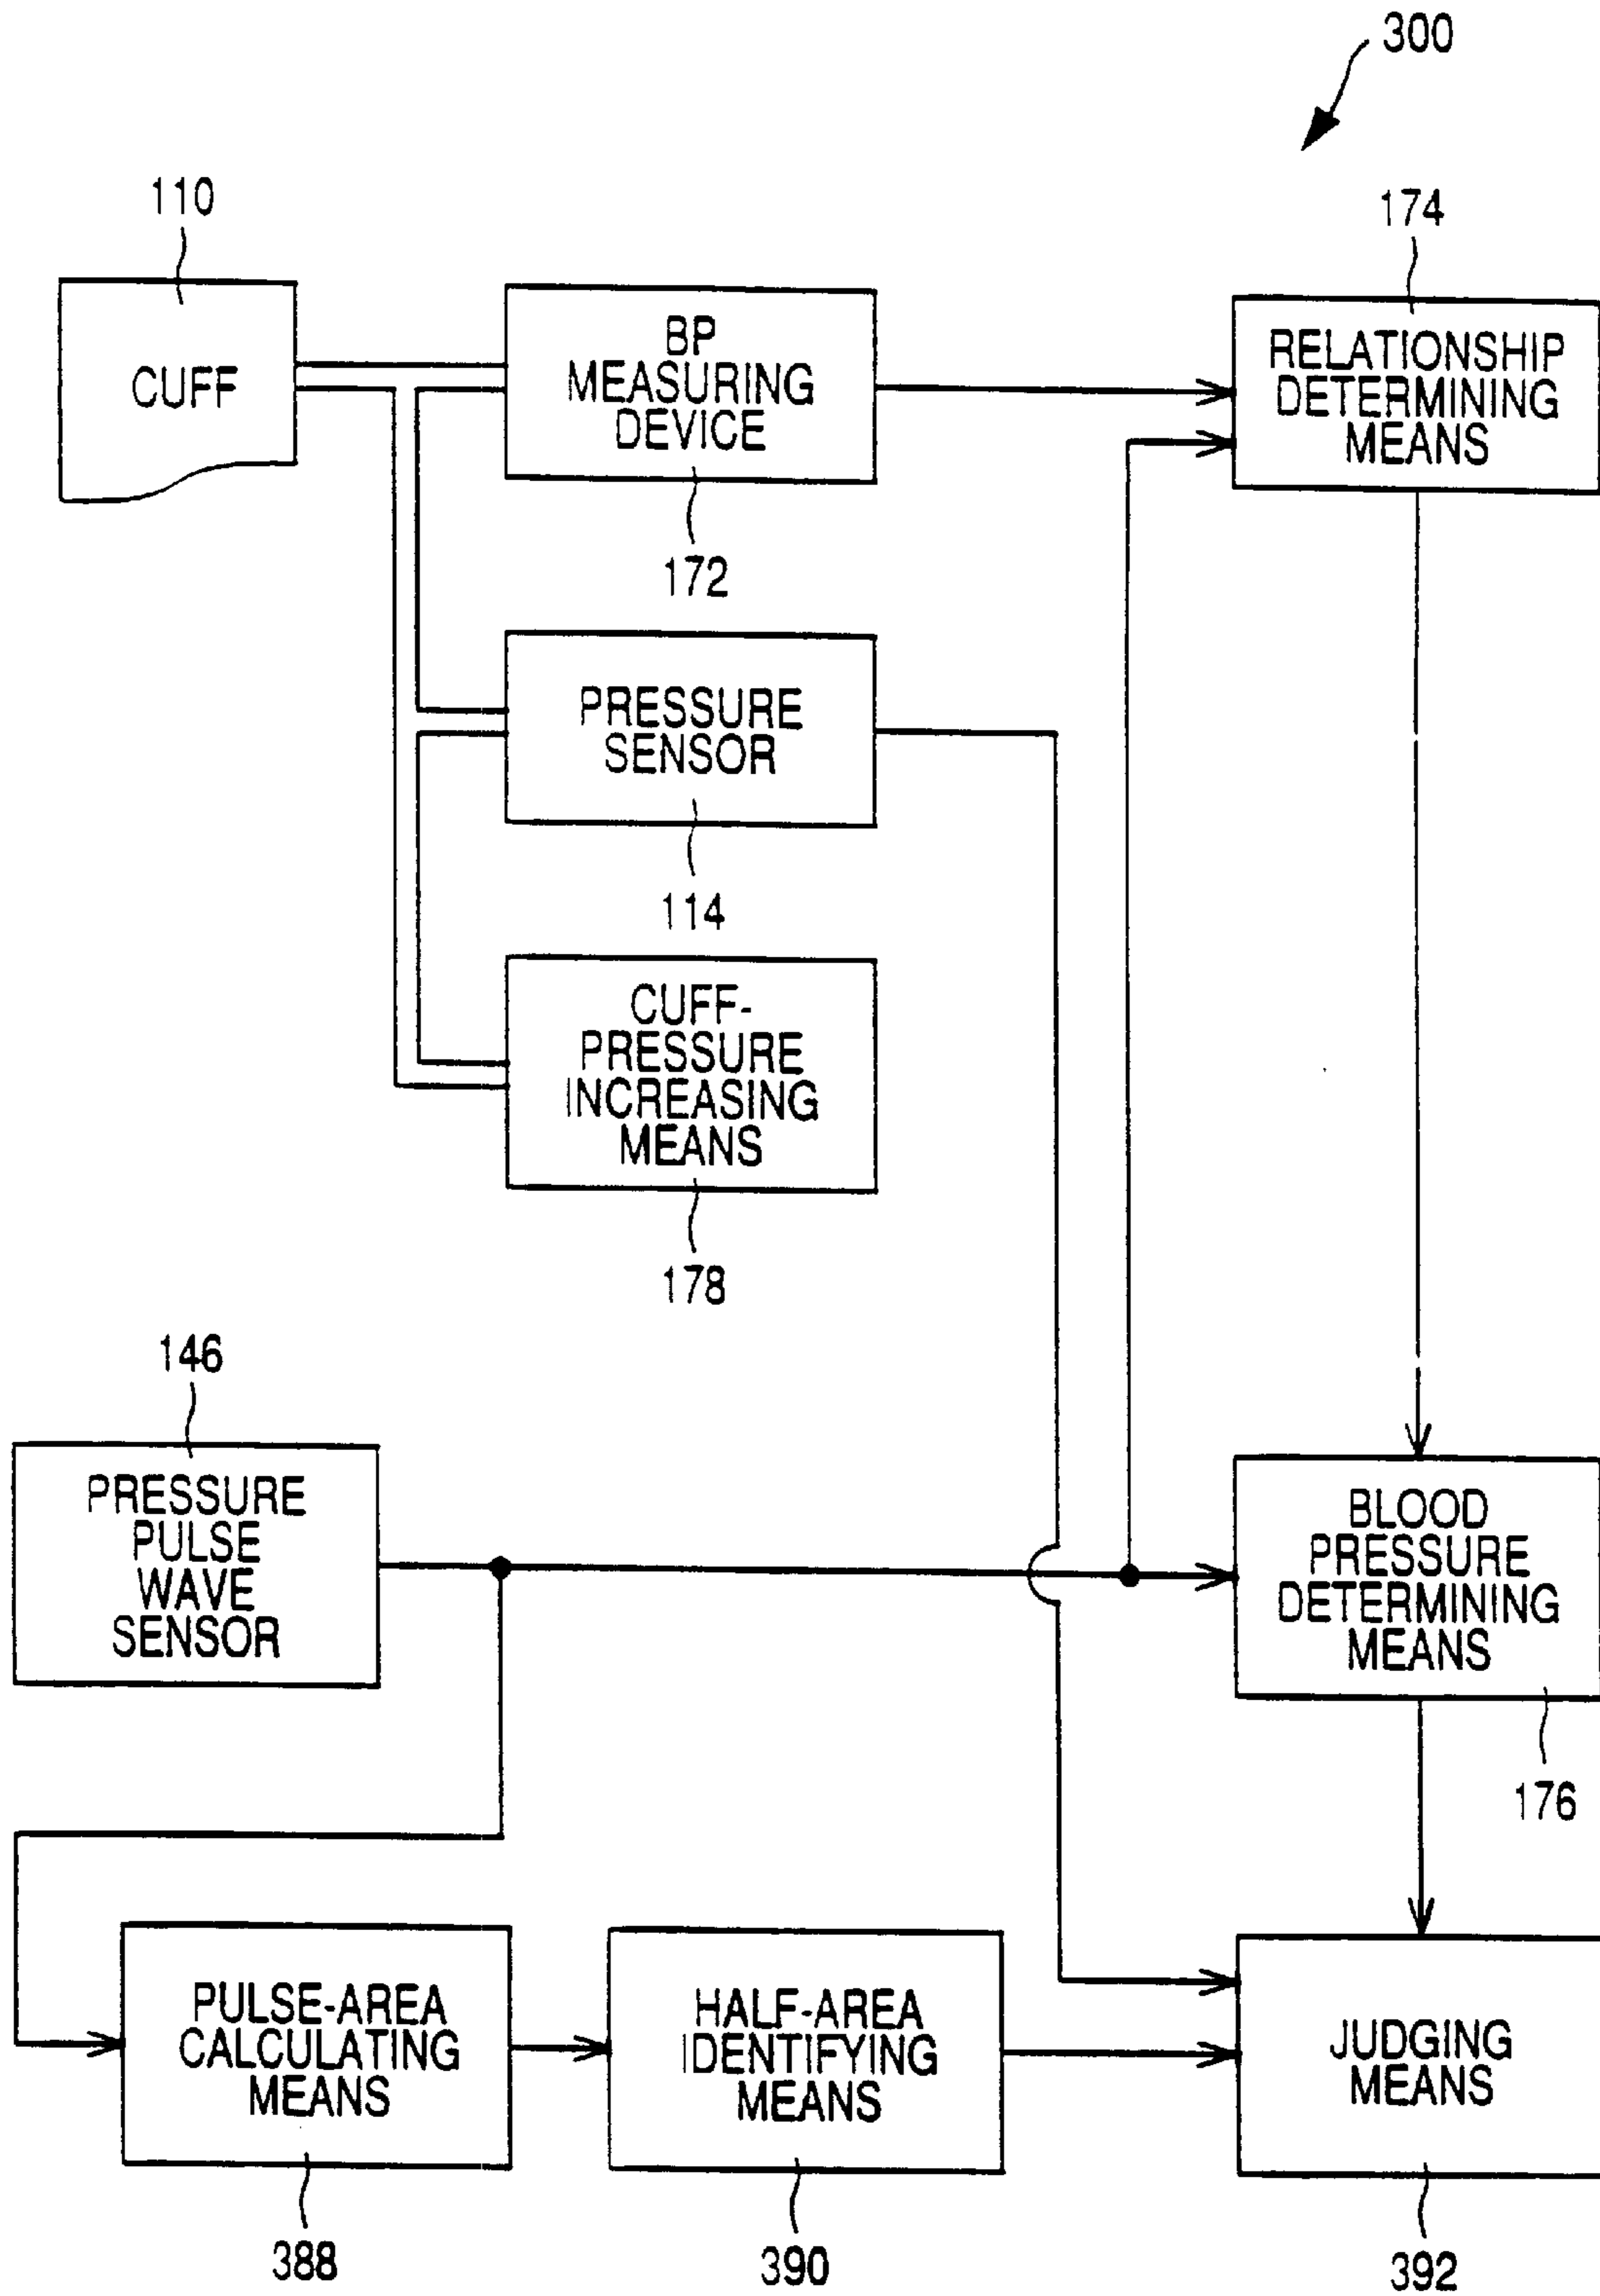 300
110
174
CUFF
BP
MEASURING
DEVICE
RELATIONSHIP
DETERMINING
MEANS
172
PRESSURE
SENSOR
114
CUFF-
PRESSURE
INCREASING
MEANS
178
146
PRESSURE
PULSE
WAVE
SENSOR
BLOOD
PRESSURE
DETERMINING
MEANS
176
PULSE-AREA
CALCULATING
MEANS
HALF-AREA
IDENTIFYING
MEANS
JUDGING
MEANS
388
390
392